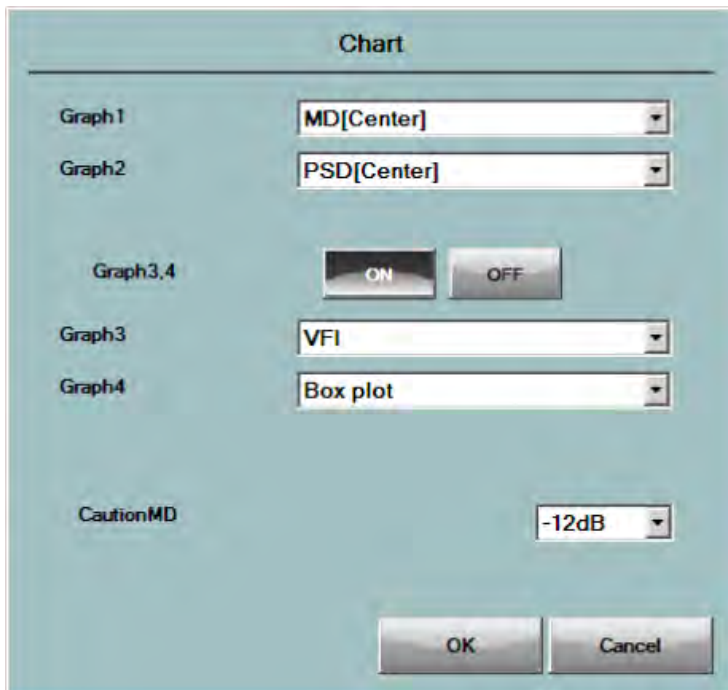 Chart
Graph1 MD[Center]
Graph2 PSD[Center]
Graph3,4 ON OFF
Graph3 VFI
Graph4 Box plot
CautionMD -12dB
OK Cancel